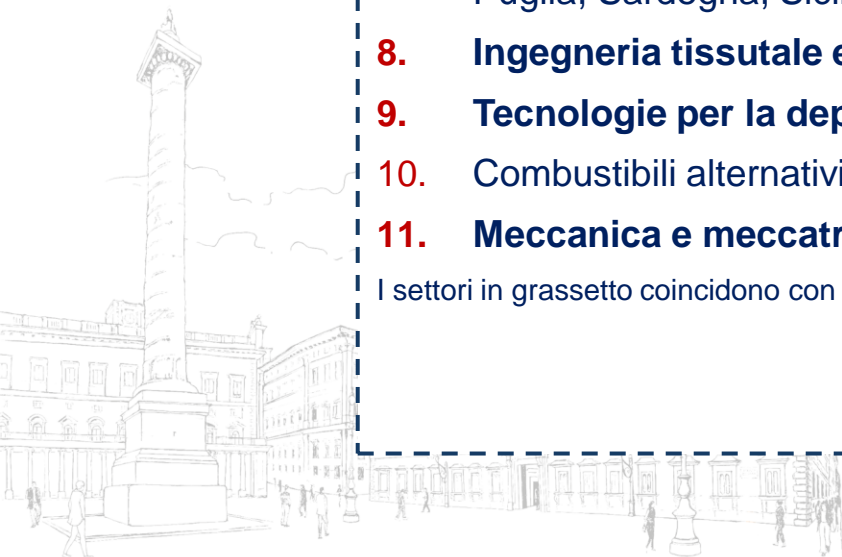 Puglia, Sardegna, Sici
8. Ingegneria tissutale e
9. Tecnologie per la dep
10. Combustibili alternativi
11. Meccanica e meccatr
I settori in grassetto coincidono con